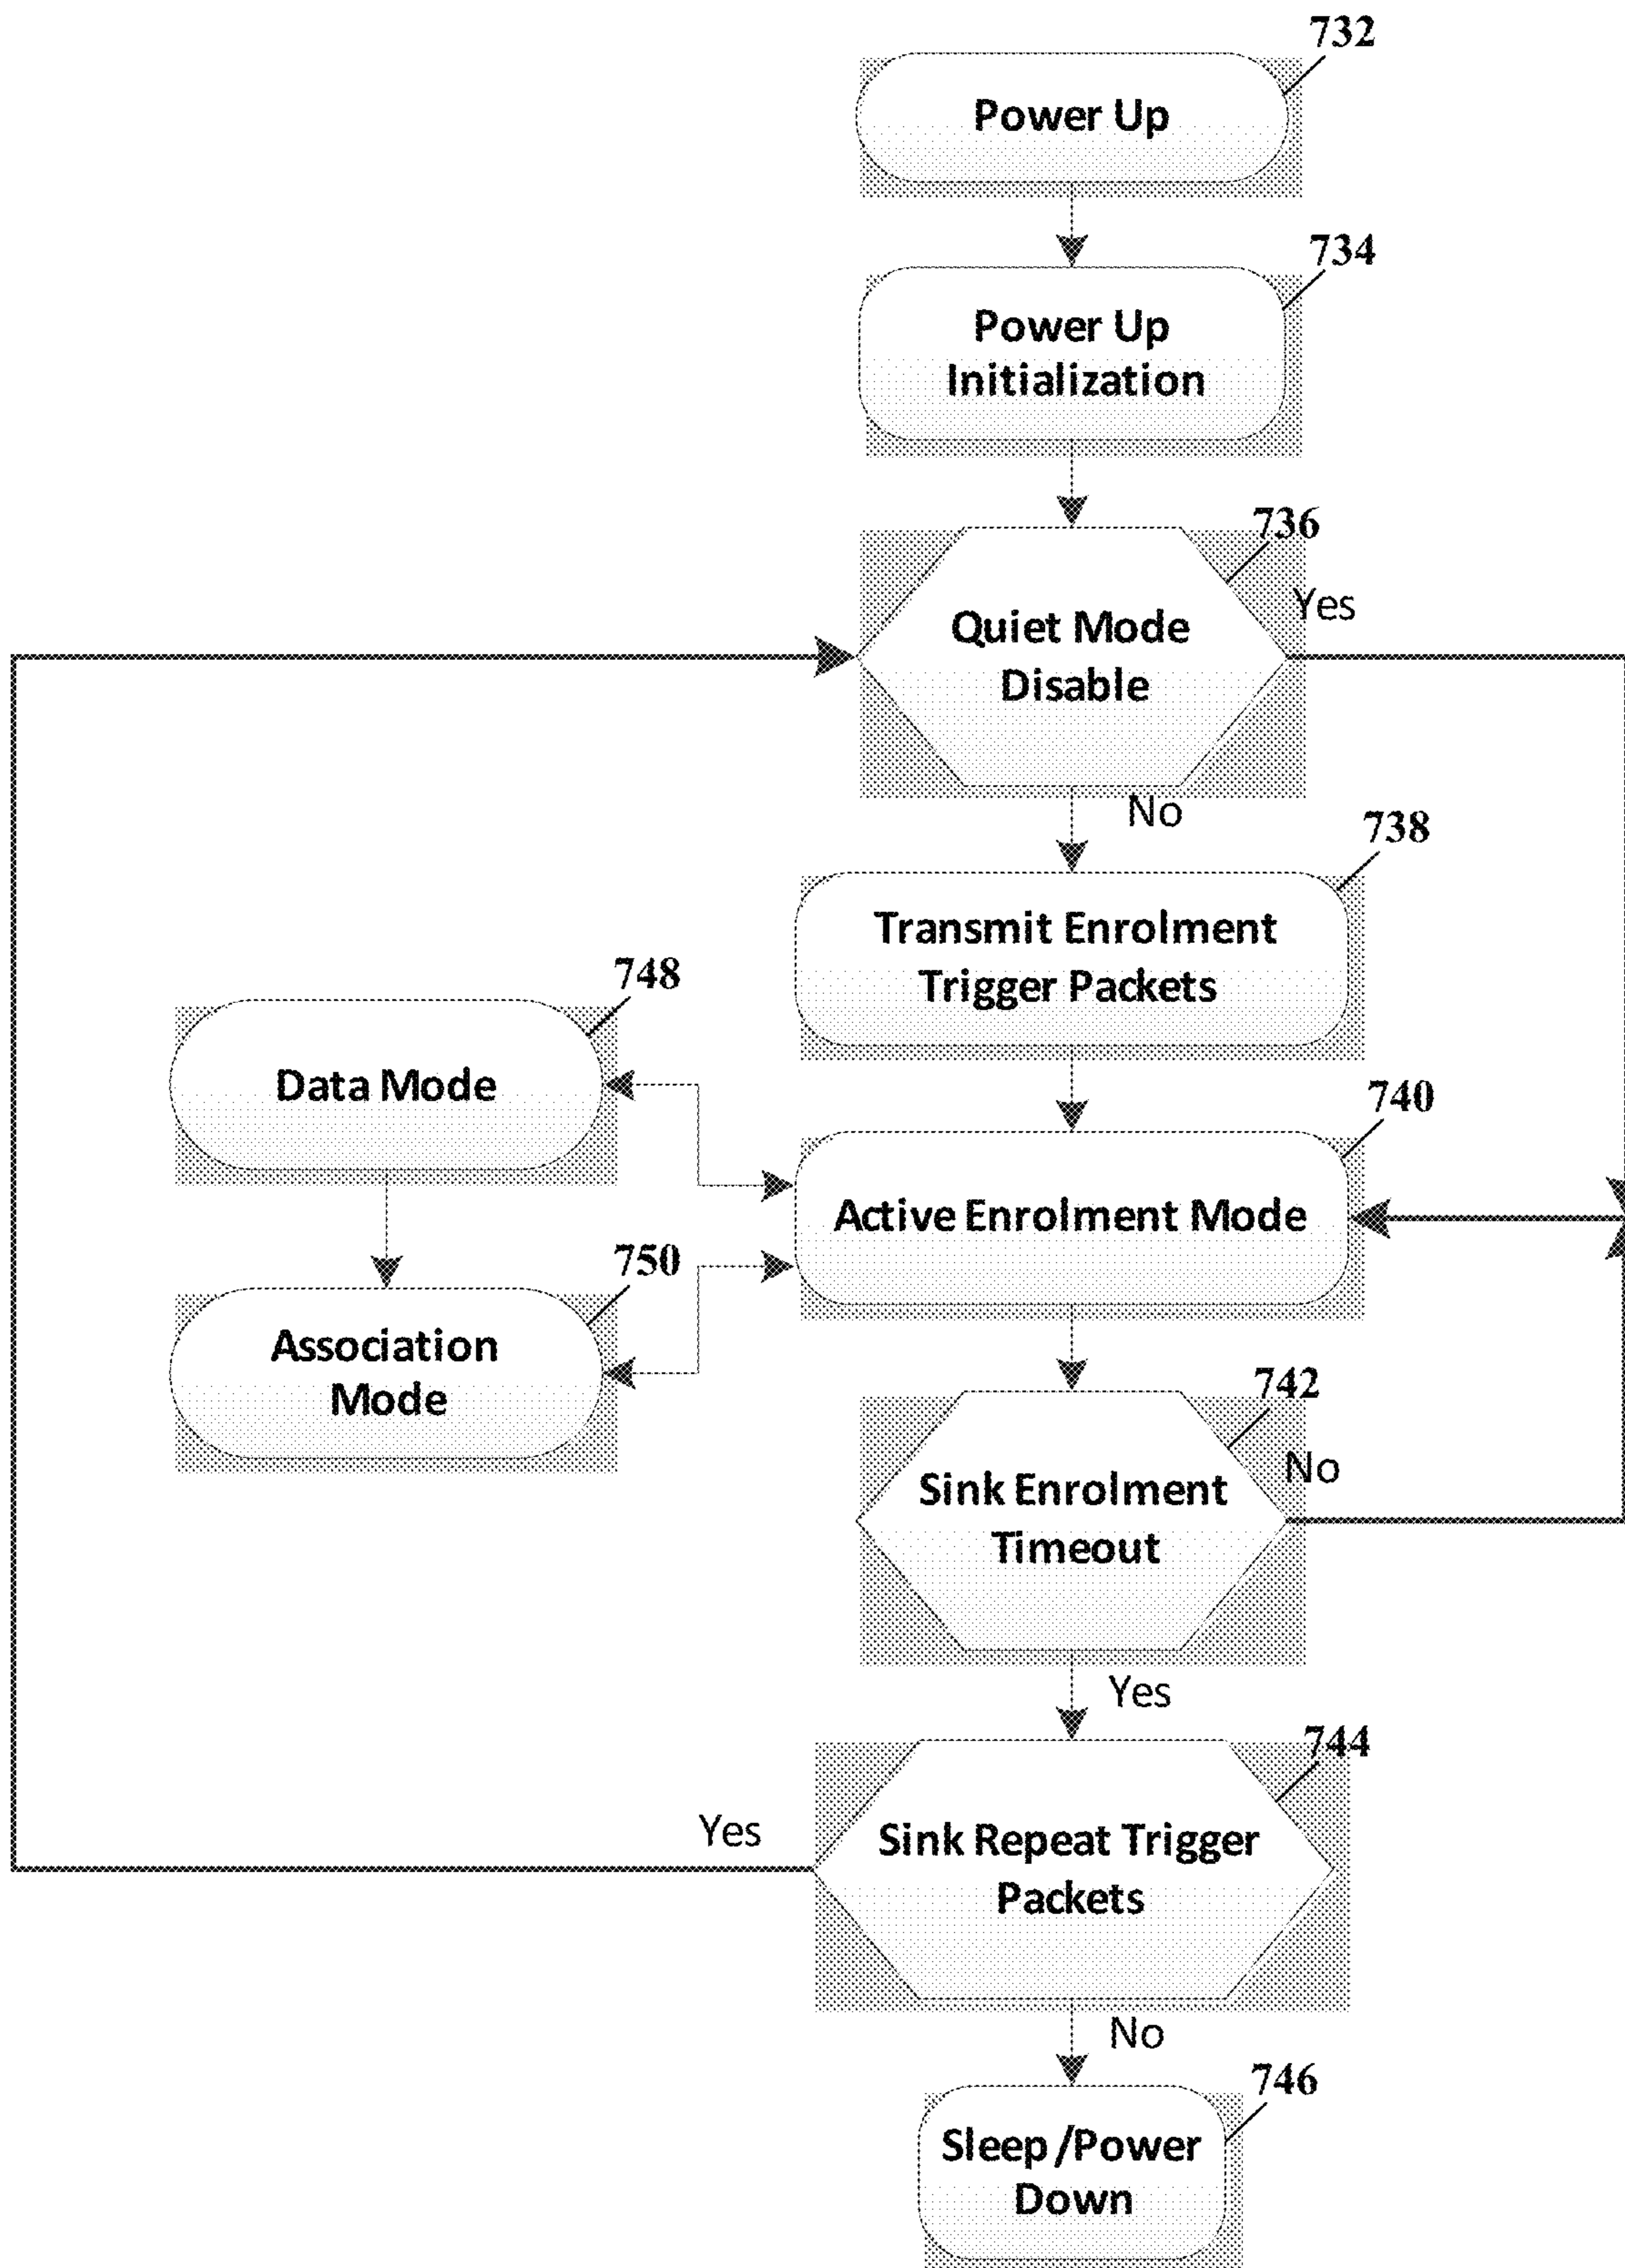 732
Power Up
734
Power Up
Initialization
736
Yes
Quiet Mode
Disable
No
738
Transmit Enrolment
Trigger Packets
748
Data Mode
740
Active Enrolment Mode
750
Association
Mode
742
No
Sink Enrolment
Timeout
Yes
744
Yes
Sink Repeat Trigger
Packets
No
746
Sleep /Power
Down